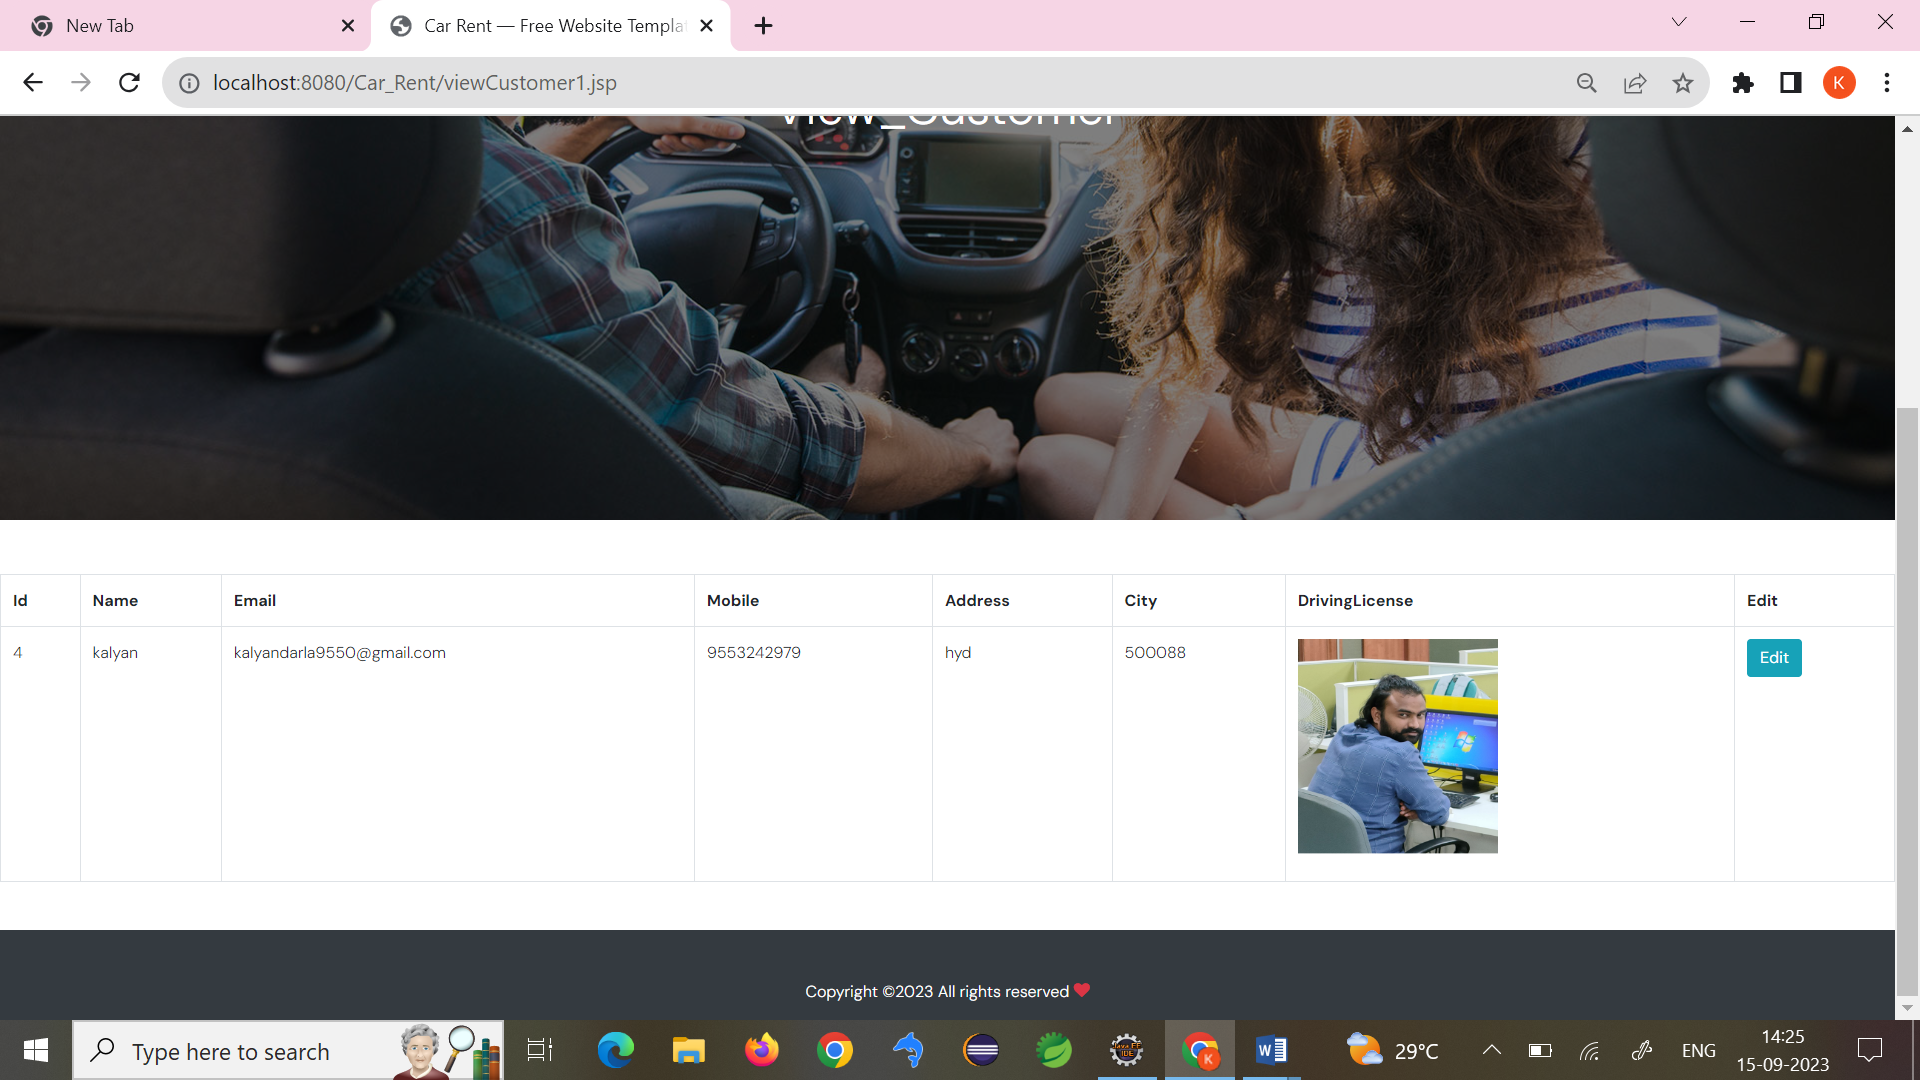 New Tab
Car Rent — Free Website Templat
localhost:8080/Car_Rent/viewCustomer1.jsp
K
View_Customer
Id Name Email Mobile Address City DrivingLicense Edit
4 kalyan kalyandarla9550@gmail.com 9553242979 hyd 500088 Edit
Copyright ©2023 All rights reserved
Type here to search
29°C
ENG
14:25
15-09-2023